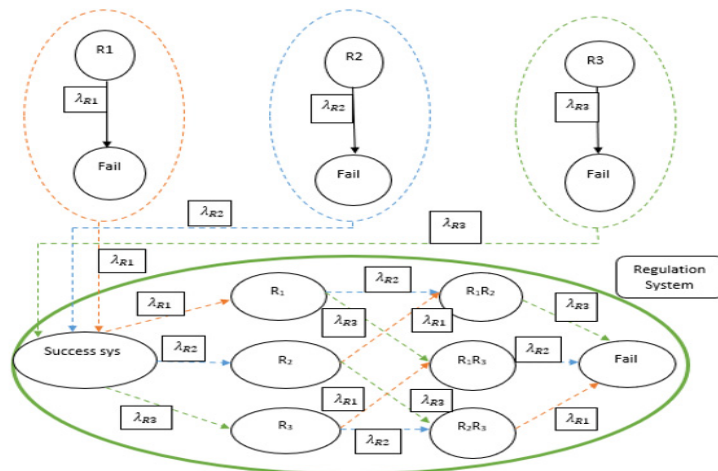 R1
R2
R3
λR1
λR2
λR3
Fail
Fail
Fail
λR2
λR3
λR1
Regulation
System
R1
λR2
R1R2
λR1
λR3
λR1
λR3
Success sys
λR2
R2
R1R3
λR2
Fail
λR1
λR3
λR3
λR1
R3
λR2
R2R3